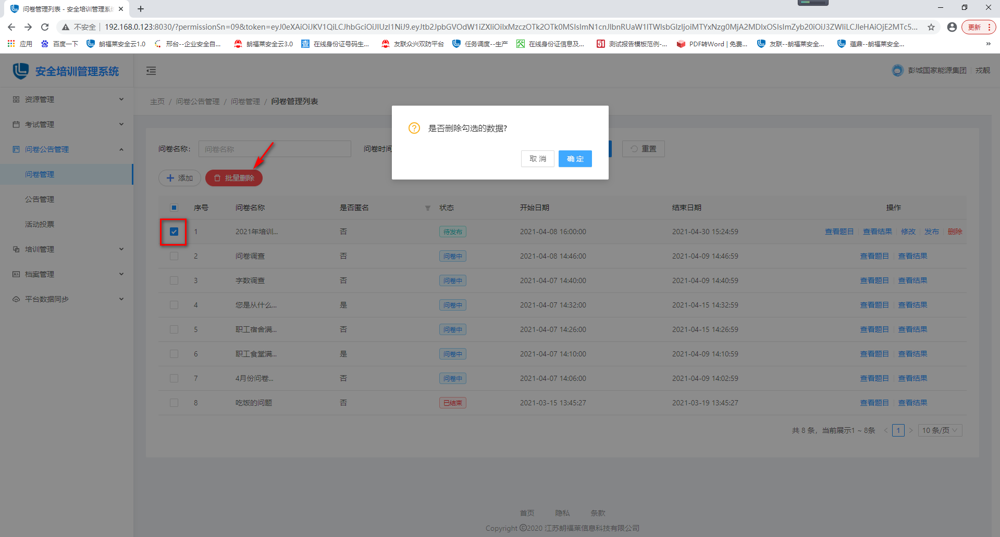 问卷管理列表 - 安全培训管理系统
不安全 192.168.0.123:8030/?permissionSn=09&token=eyJ0eXAiOiJKV1QiLCJhbGciOiJIUzI1NiJ9.
应用 百度一下 朗福莱安全云1.0 邢台--企业安全自... 朗福莱安全云3.0 在线身份证号码生... 友联众兴双防平台 任务调度--生产 在线身份证信息及... 测试报告模板范例-... PDF转Word | 免费... 友联--朗福莱安全... 蕴鼎--朗福莱安全... »
更新
安全培训管理系统
彭城国家能源集团 戎靓
资源管理
考试管理
问卷公告管理
问卷管理
公告管理
活动投票
培训管理
档案管理
平台数据同步
主页 / 问卷公告管理 / 问卷管理 / 问卷管理列表
是否删除勾选的数据?
取 消 确 定
问卷名称: 问卷名称 问卷时间 重置
添加 批量删除
序号 问卷名称 是否匿名 状态 开始日期 结束日期 操作
1 2021年培训... 否 待发布 2021-04-08 16:00:00 2021-04-30 15:24:59 查看题目 查看结果 修改 发布 删除
2 问卷调查 否 问卷中 2021-04-08 14:46:00 2021-04-09 14:46:59 查看题目 查看结果
3 字数调查 否 问卷中 2021-04-07 14:40:00 2021-04-09 14:40:59 查看题目 查看结果
4 您是从什么... 是 问卷中 2021-04-07 14:32:00 2021-04-15 14:32:59 查看题目 查看结果
5 职工宿舍满... 否 问卷中 2021-04-07 14:26:00 2021-04-15 14:26:59 查看题目 查看结果
6 职工食堂满... 是 问卷中 2021-04-07 14:10:00 2021-04-09 14:10:59 查看题目 查看结果
7 4月份问卷... 否 问卷中 2021-04-07 14:06:00 2021-04-09 14:02:59 查看题目 查看结果
8 吃饭的问题 否 已结束 2021-03-15 13:45:27 2021-03-19 13:45:27 查看题目 查看结果
共 8 条，当前展示1 ~ 8条 < 1 > 10 条/页
首页 隐私 条款
Copyright ©2020 江苏朗福莱信息科技有限公司